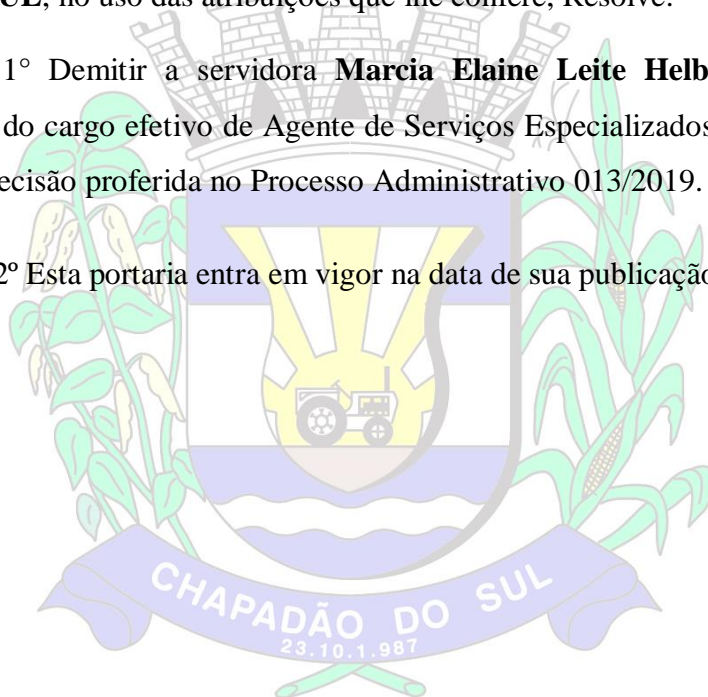 UL, no uso das atribuições que lhe confere, Resolve:
1° Demitir a servidora Marcia Elaine Leite Helb
do cargo efetivo de Agente de Serviços Especializados
ecisão proferida no Processo Administrativo 013/2019.
2º Esta portaria entra em vigor na data de sua publicação
CHAPADÃO DO SUL
23.10.1.987